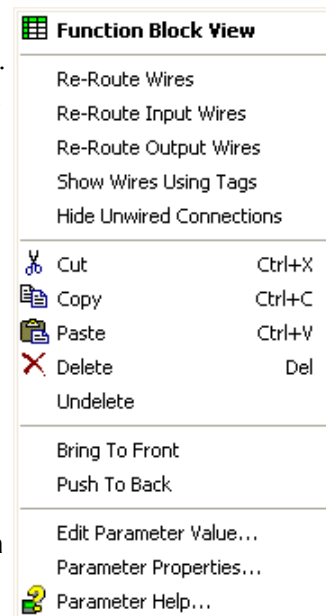 Function Block View
.
Re-Route Wires
Re-Route Input Wires
Re-Route Output Wires
Show Wires Using Tags
Hide Unwired Connections
Cut Ctrl+X
Copy Ctrl+C
Paste Ctrl+V
Delete Del
Undelete
Bring To Front
Push To Back
Edit Parameter Value...
Parameter Properties...
Parameter Help...